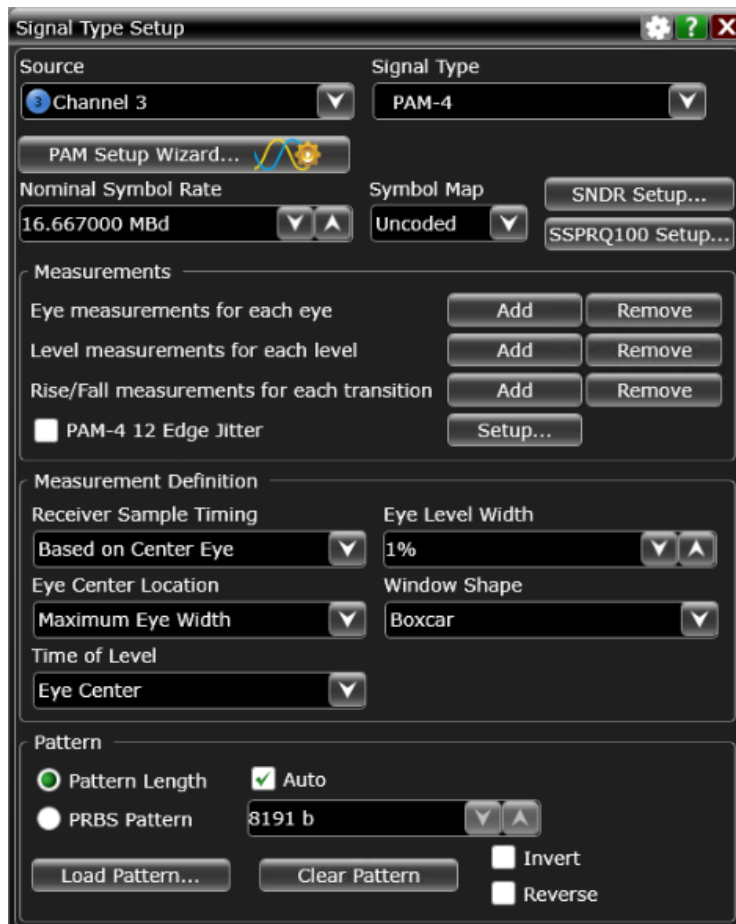 Signal Type Setup
?
X
Source
Signal Type
3 Channel 3
PAM-4
PAM Setup Wizard...
Nominal Symbol Rate
Symbol Map
SNDR Setup...
16.667000 MBd
Uncoded
SSPRQ100 Setup...
Measurements
Eye measurements for each eye
Add
Remove
Level measurements for each level
Add
Remove
Rise/Fall measurements for each transition
Add
Remove
PAM-4 12 Edge Jitter
Setup...
Measurement Definition
Receiver Sample Timing
Eye Level Width
Based on Center Eye
1%
Eye Center Location
Window Shape
Maximum Eye Width
Boxcar
Time of Level
Eye Center
Pattern
Pattern Length
Auto
PRBS Pattern
8191 b
Load Pattern...
Clear Pattern
Invert
Reverse